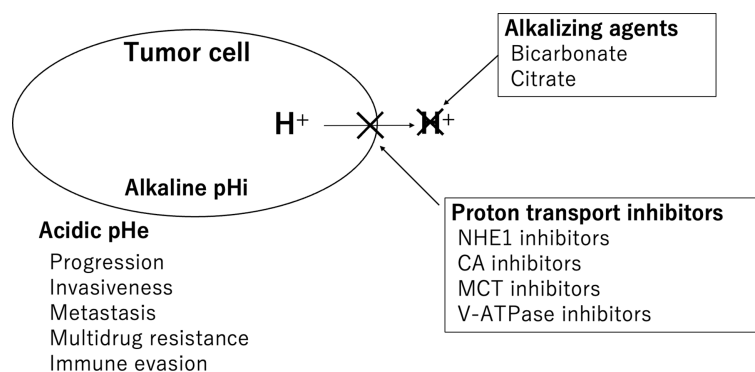 Tumor cell
H⁺
H⁺
Alkaline pHi
Alkalizing agents
Bicarbonate
Citrate
Proton transport inhibitors
NHE1 inhibitors
CA inhibitors
MCT inhibitors
V-ATPase inhibitors
Acidic pHe
Progression
Invasiveness
Metastasis
Multidrug resistance
Immune evasion